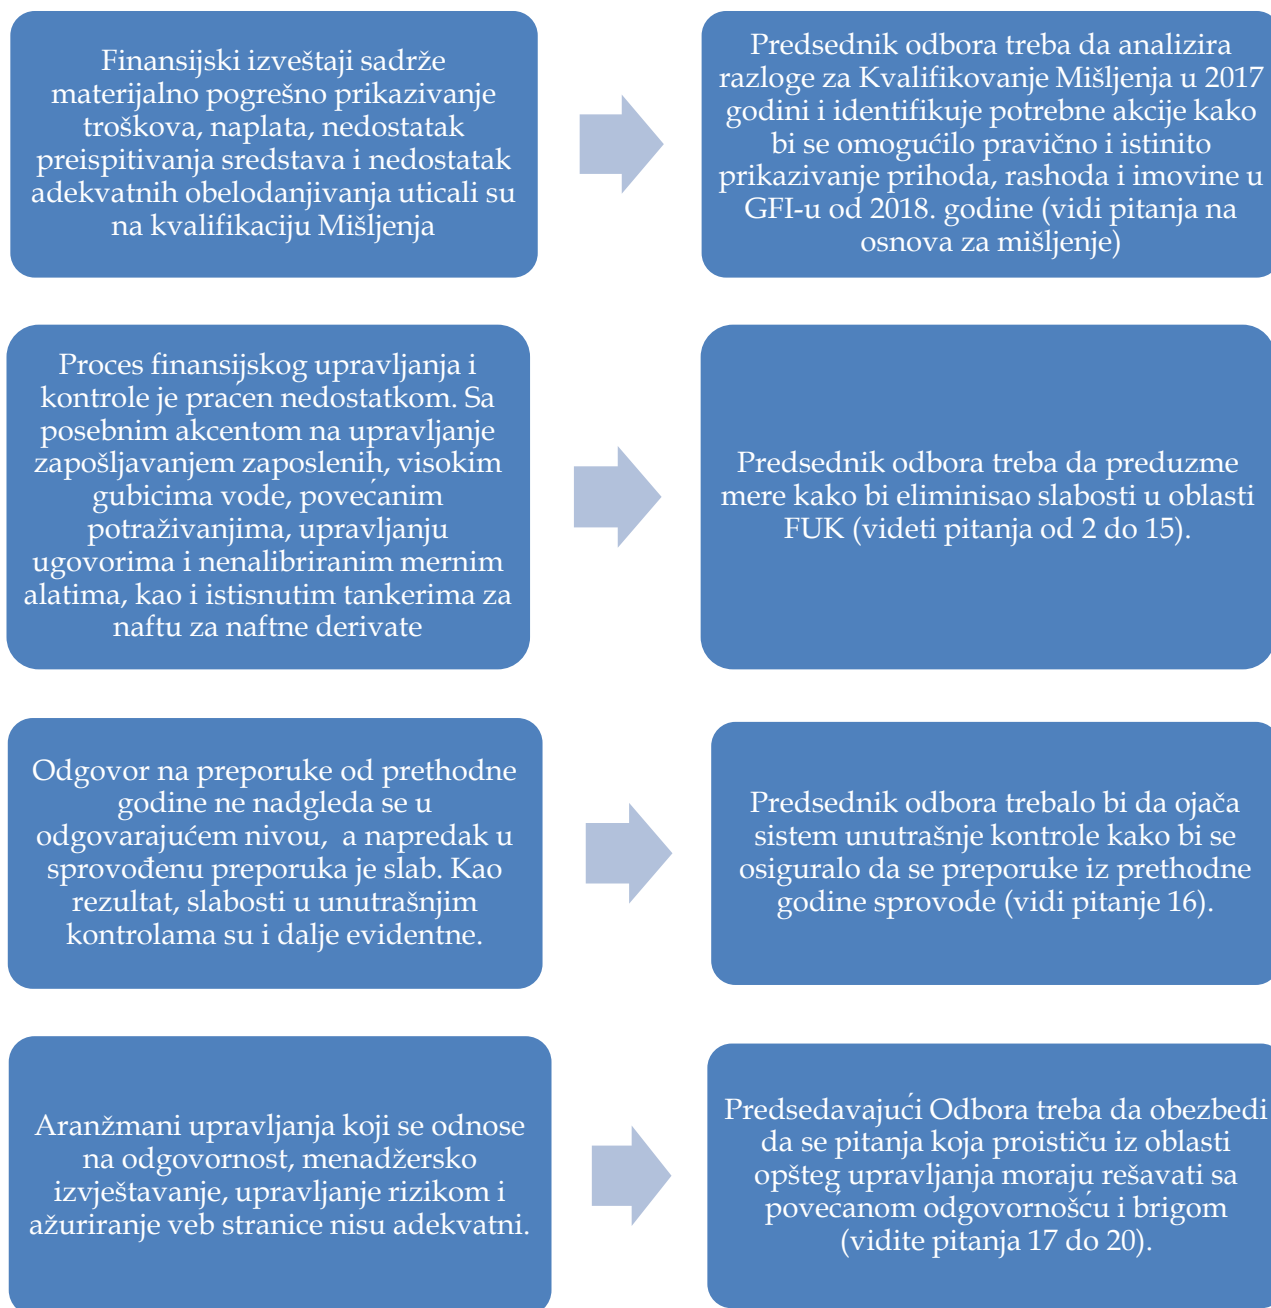 Finansijski izveštaji sadrže
materijalno pogrešno prikazivanje
troškova, naplata, nedostatak
preispitivanja sredstava i nedostatak
adekvatnih obelodanjivanja uticali su
na kvalifikaciju Mišljenja
Predsednik odbora treba da analizira
razloge za Kvalifikovanje Mišljenja u 2017
godini i identifikuje potrebne akcije kako
bi se omogućilo pravično i istinito
prikazivanje prihoda, rashoda i imovine u
GFI-u od 2018. godine (vidi pitanja na
osnova za mišljenje)
Proces finansijskog upravljanja i
kontrole je praćen nedostatkom. Sa
posebnim akcentom na upravljanje
zapošljavanjem zaposlenih, visokim
gubicima vode, povećanim
potraživanjima, upravljanju
ugovorima i nenalibriranim mernim
alatima, kao i istisnutim tankerima za
naftu za naftne derivate
Predsednik odbora treba da preduzme
mere kako bi eliminisao slabosti u oblasti
FUK (videti pitanja od 2 do 15).
Odgovor na preporuke od prethodne
godine ne nadgleda se u
odgovarajućem nivou, a napredak u
sprovođenu preporuka je slab. Kao
rezultat, slabosti u unutrašnjim
kontrolama su i dalje evidentne.
Predsednik odbora trebalo bi da ojača
sistem unutrašnje kontrole kako bi se
osiguralo da se preporuke iz prethodne
godine sprovode (vidi pitanje 16).
Aranžmani upravljanja koji se odnose
na odgovornost, menadžersko
izvještavanje, upravljanje rizikom i
ažuriranje veb stranice nisu adekvatni.
Predsedavajući Odbora treba da obezbedi
da se pitanja koja proističu iz oblasti
opšteg upravljanja moraju rešavati sa
povećanom odgovornošću i brigom
(vidite pitanja 17 do 20).